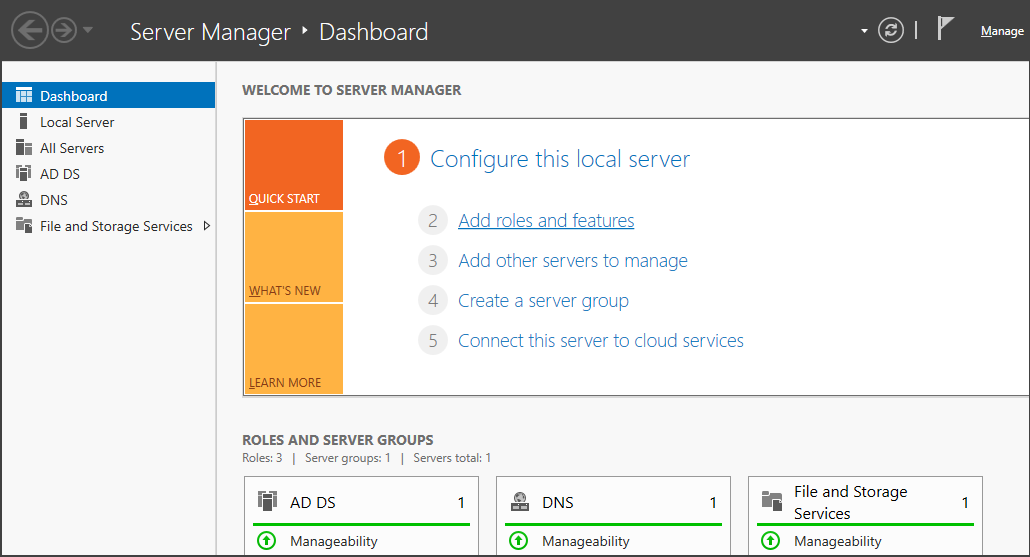 Server Manager ‣ Dashboard
Manage
Dashboard
Local Server
All Servers
AD DS
DNS
File and Storage Services
WELCOME TO SERVER MANAGER
QUICK START
WHAT'S NEW
LEARN MORE
1 Configure this local server
2 Add roles and features
3 Add other servers to manage
4 Create a server group
5 Connect this server to cloud services
ROLES AND SERVER GROUPS
Roles: 3 | Server groups: 1 | Servers total: 1
AD DS 1
Manageability
DNS 1
Manageability
File and Storage
Services 1
Manageability